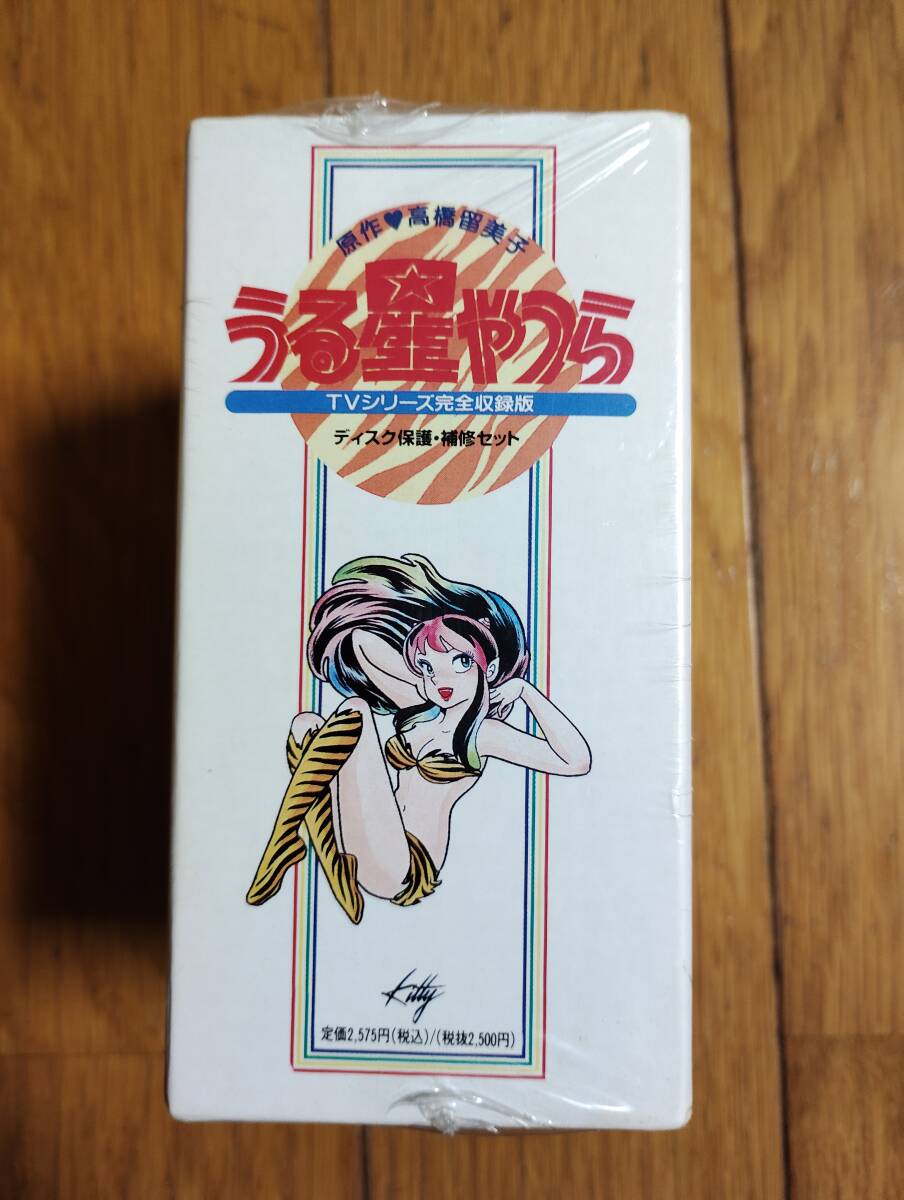 原作♥高橋留美子
うる星やつら
TVシリーズ完全収録版
ディスク保護・補修セット
Kitty
定価2,575円(税込)/(税抜2,500円)